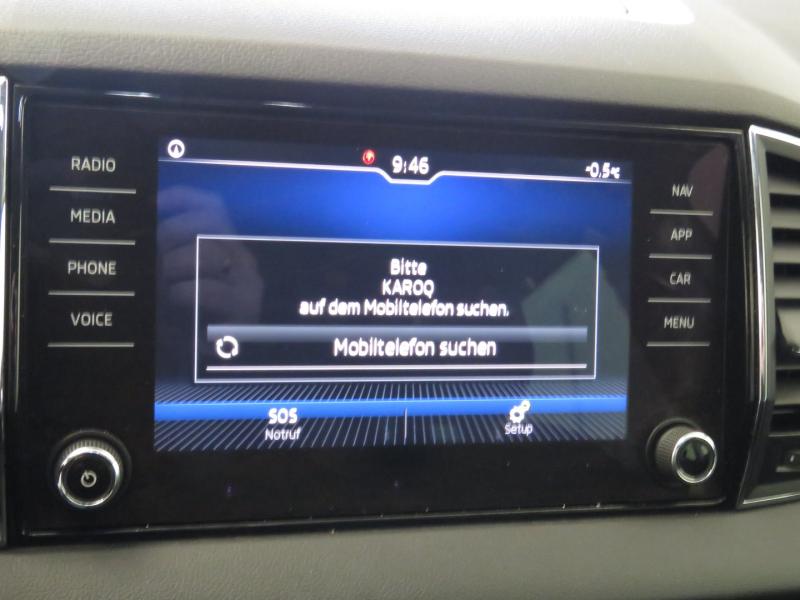 9:46
-0,5°C
RADIO
MEDIA
PHONE
VOICE
Bitte
KAROQ
auf dem Mobiltelefon suchen.
Mobiltelefon suchen
SOS
Notruf
Setup
NAV
APP
CAR
MENU